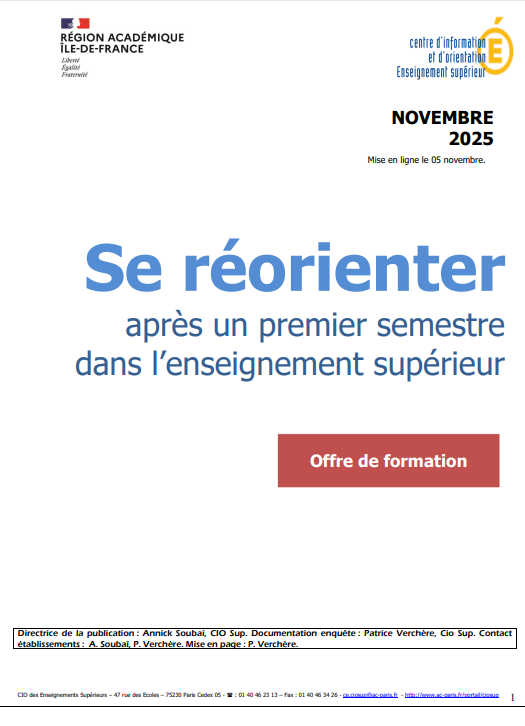 RÉGION ACADÉMIQUE
ÎLE-DE-FRANCE
Liberté
Égalité
Fraternité
centre d'information
et d'orientation
Enseignement supérieur
É
NOVEMBRE
2025
Mise en ligne le 05 novembre.
Se réorienter
après un premier semestre
dans l'enseignement supérieur
Offre de formation
Directrice de la publication : Annick Soubaï, CIO Sup. Documentation enquête : Patrice Verchère, Cio Sup. Contact
établissements : A. Soubaï, P. Verchère. Mise en page : P. Verchère.
CIO des Enseignements Supérieurs – 47 rue des Ecoles – 75230 Paris Cedex 05 - ☎ : 01 40 46 23 13 – Fax : 01 40 46 34 26 - ce.ciosup@ac-paris.fr - http://www.ac-paris.fr/portail/ciosup 1